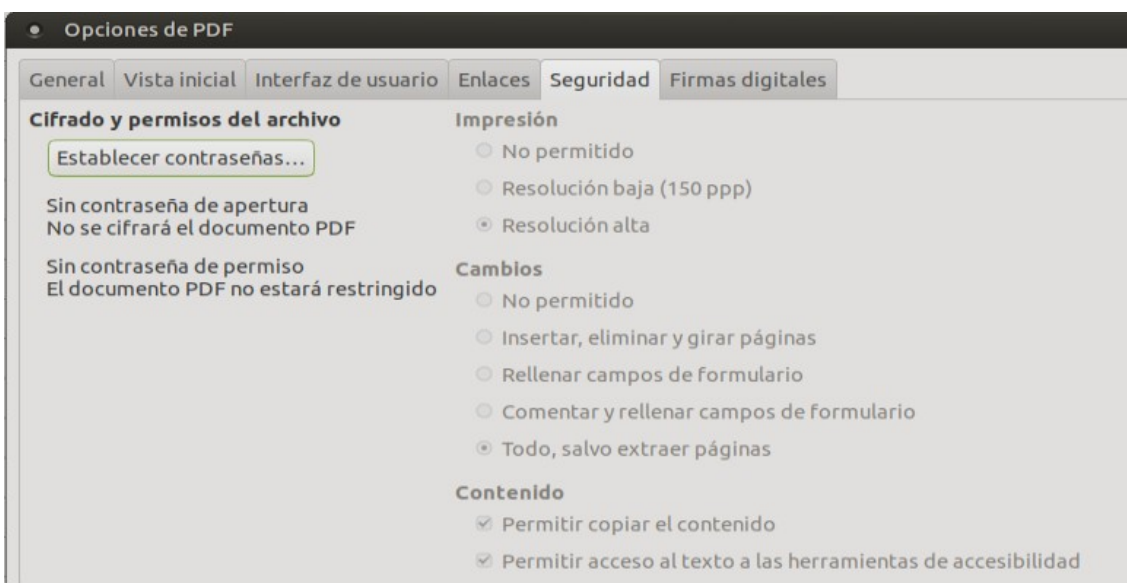 Opciones de PDF
General Vista inicial Interfaz de usuario Enlaces Seguridad Firmas digitales
Cifrado y permisos del archivo
Establecer contraseñas...
Sin contraseña de apertura
No se cifrará el documento PDF
Sin contraseña de permiso
El documento PDF no estará restringido
Impresión
No permitido
Resolución baja (150 ppp)
Resolución alta
Cambios
No permitido
Insertar, eliminar y girar páginas
Rellenar campos de formulario
Comentar y rellenar campos de formulario
Todo, salvo extraer páginas
Contenido
Permitir copiar el contenido
Permitir acceso al texto a las herramientas de accesibilidad